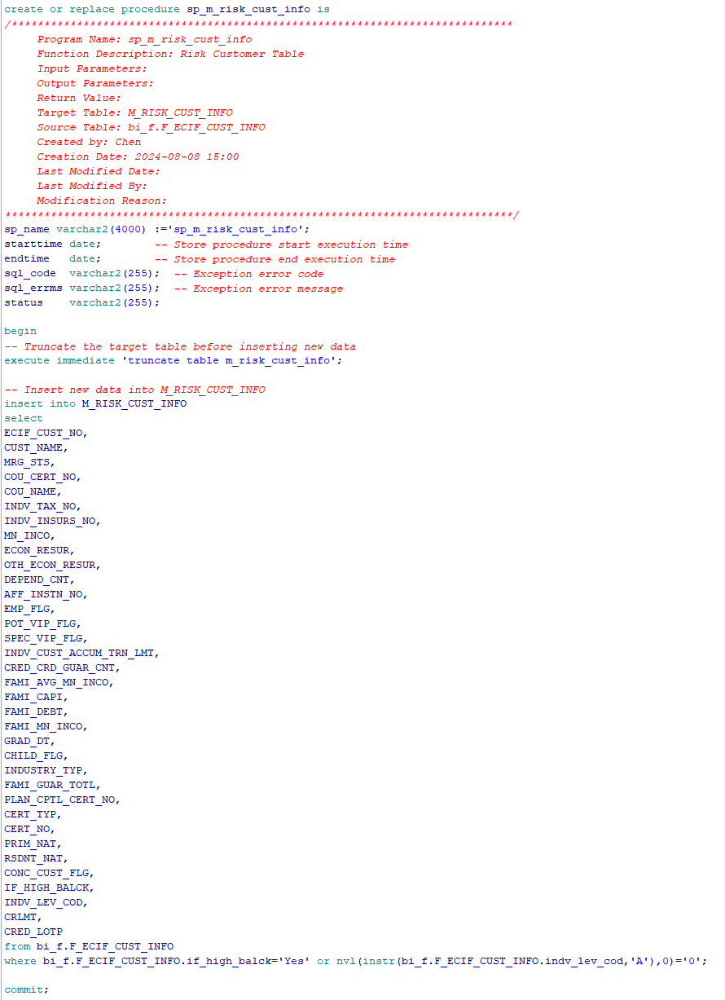 create or replace procedure sp_m_risk_cust_info is
/******************************************************************************
Program Name: sp_m_risk_cust_info
Function Description: Risk Customer Table
Input Parameters:
Output Parameters:
Return Value:
Target Table: M_RISK_CUST_INFO
Source Table: bi_f.F_ECIF_CUST_INFO
Created by: Chen
Creation Date: 2024-08-08 15:00
Last Modified Date:
Last Modified By:
Modification Reason:
******************************************************************************/
sp_name varchar2(4000) :='sp_m_risk_cust_info';
starttime date; -- Store procedure start execution time
endtime date; -- Store procedure end execution time
sql_code varchar2(255); -- Exception error code
sql_errms varchar2(255); -- Exception error message
status varchar2(255);
begin
-- Truncate the target table before inserting new data
execute immediate 'truncate table m_risk_cust_info';
-- Insert new data into M_RISK_CUST_INFO
insert into M_RISK_CUST_INFO
select
ECIF_CUST_NO,
CUST_NAME,
MRG_STS,
COU_CERT_NO,
COU_NAME,
INDV_TAX_NO,
INDV_INSURS_NO,
MN_INCO,
ECON_RESUR,
OTH_ECON_RESUR,
DEPEND_CNT,
AFF_INSTN_NO,
EMP_FLG,
POT_VIP_FLG,
SPEC_VIP_FLG,
INDV_CUST_ACCUM_TRN_LMT,
CRED_CRD_GUAR_CNT,
FAMI_AVG_MN_INCO,
FAMI_CAPI,
FAMI_DEBT,
FAMI_MN_INCO,
GRAD_DT,
CHILD_FLG,
INDUSTRY_TYP,
FAMI_GUAR_TOTL,
PLAN_CPTL_CERT_NO,
CERT_TYP,
CERT_NO,
PRIM_NAT,
RSDNT_NAT,
CONC_CUST_FLG,
IF_HIGH_BALCK,
INDV_LEV_COD,
CRLMT,
CRED_LOTP
from bi_f.F_ECIF_CUST_INFO
where bi_f.F_ECIF_CUST_INFO.if_high_balck='Yes' or nvl(instr(bi_f.F_ECIF_CUST_INFO.indv_lev_cod,'A'),0)='0';
commit;